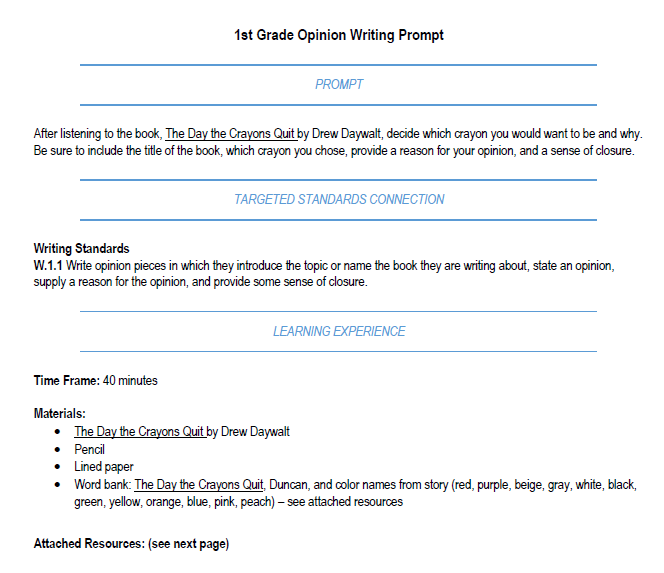 1st Grade Opinion Writing Prompt
PROMPT
After listening to the book, The Day the Crayons Quit by Drew Daywalt, decide which crayon you would want to be and why.
Be sure to include the title of the book, which crayon you chose, provide a reason for your opinion, and a sense of closure.
TARGETED STANDARDS CONNECTION
Writing Standards
W.1.1 Write opinion pieces in which they introduce the topic or name the book they are writing about, state an opinion,
supply a reason for the opinion, and provide some sense of closure.
LEARNING EXPERIENCE
Time Frame: 40 minutes
Materials:
• The Day the Crayons Quit by Drew Daywalt
• Pencil
• Lined paper
• Word bank: The Day the Crayons Quit, Duncan, and color names from story (red, purple, beige, gray, white, black,
green, yellow, orange, blue, pink, peach) – see attached resources
Attached Resources: (see next page)